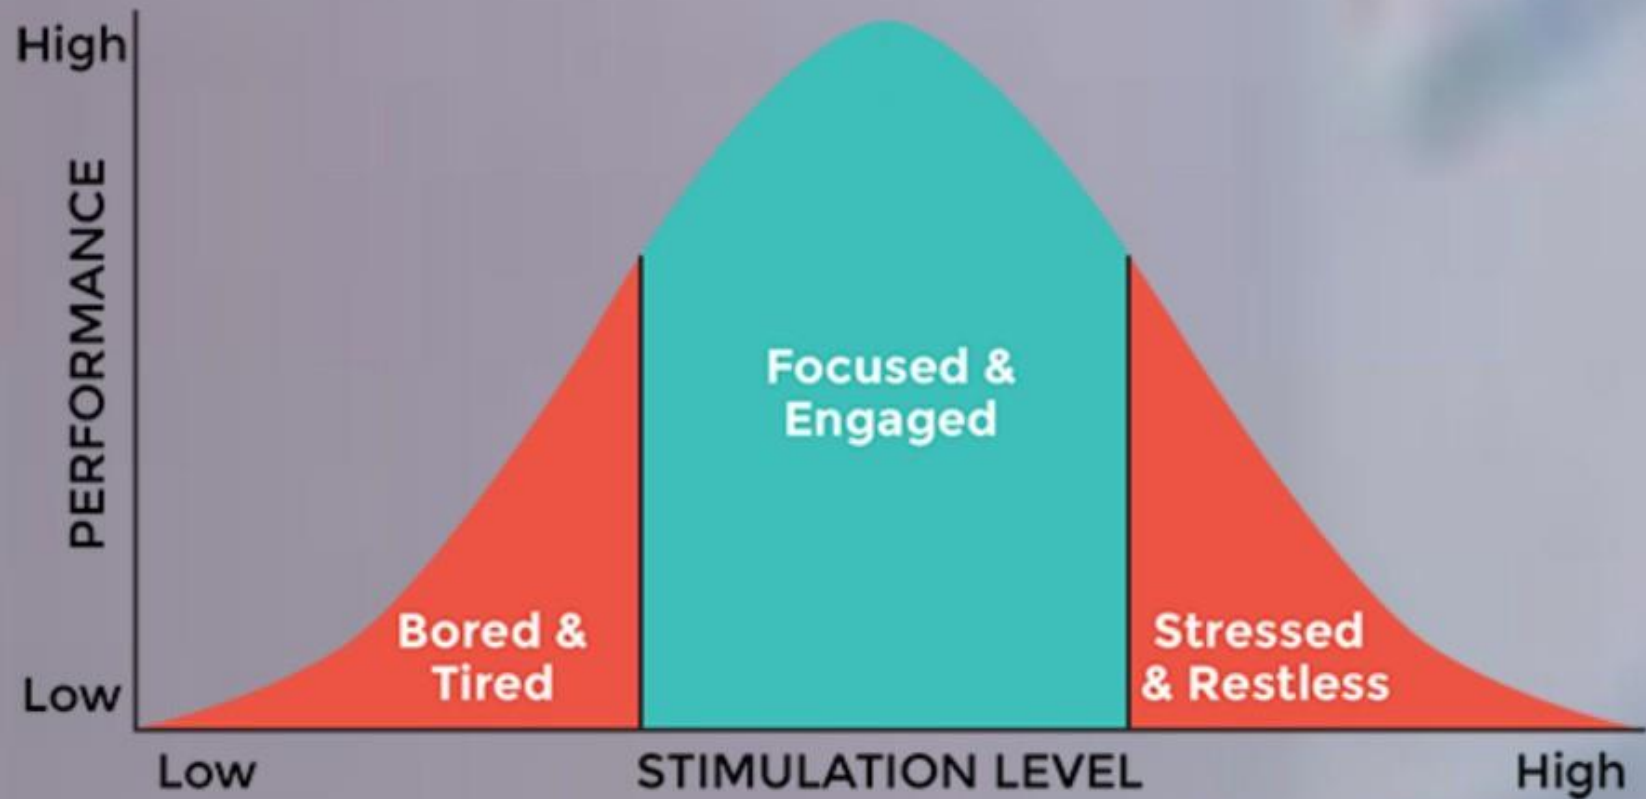 High
PERFORMANCE
Focused &
Engaged
Bored &
Tired
Stressed
& Restless
Low
Low
STIMULATION LEVEL
High